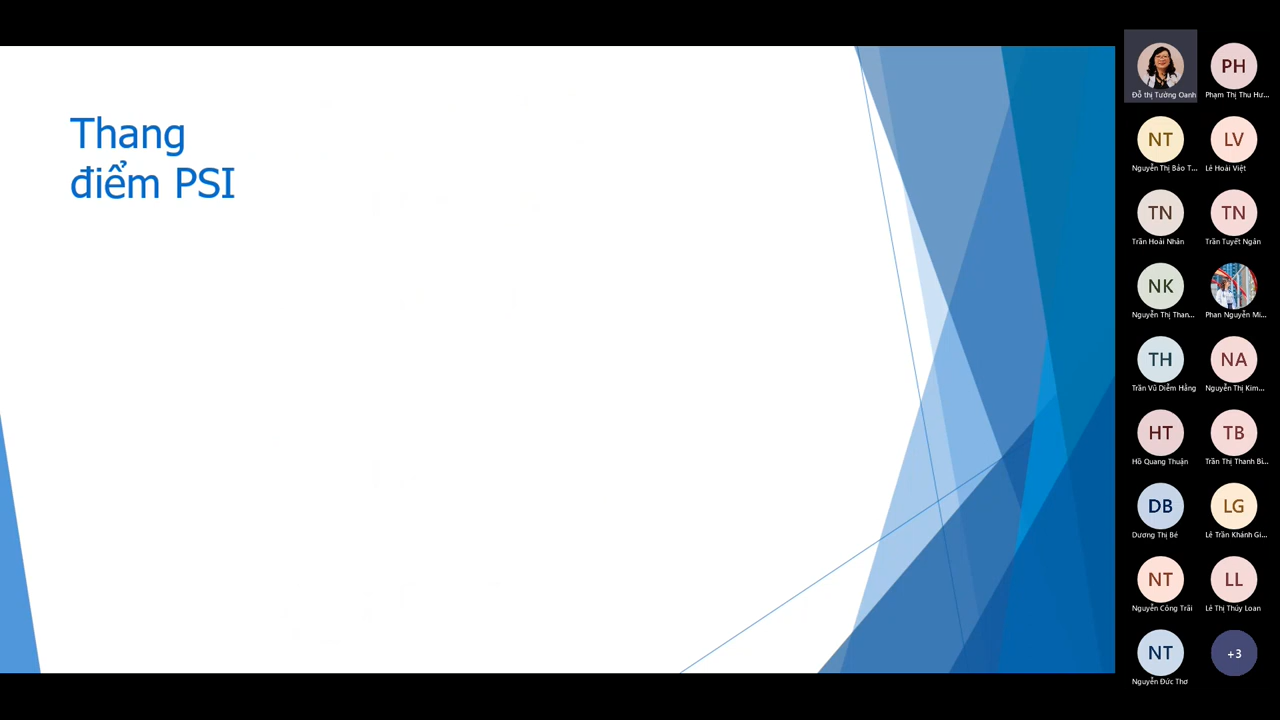 Thang
điểm PSI
Đỗ thị Tường Oanh
PH
Phạm Thị Thu Hư...
NT
Nguyễn Thị Bảo T...
LV
Lê Hoài Việt
TN
Trần Hoài Nhân
TN
Trần Tuyết Ngân
NK
Nguyễn Thị Than...
Phan Nguyễn Mi...
TH
Trần Vũ Diễm Hằng
NA
Nguyễn Thị Kim...
HT
Hồ Quang Thuận
TB
Trần Thị Thanh Bì...
DB
Dương Thị Bé
LG
Lê Trần Khánh Gi...
NT
Nguyễn Công Trãi
LL
Lê Thị Thúy Loan
NT
Nguyễn Đức Thơ
+3